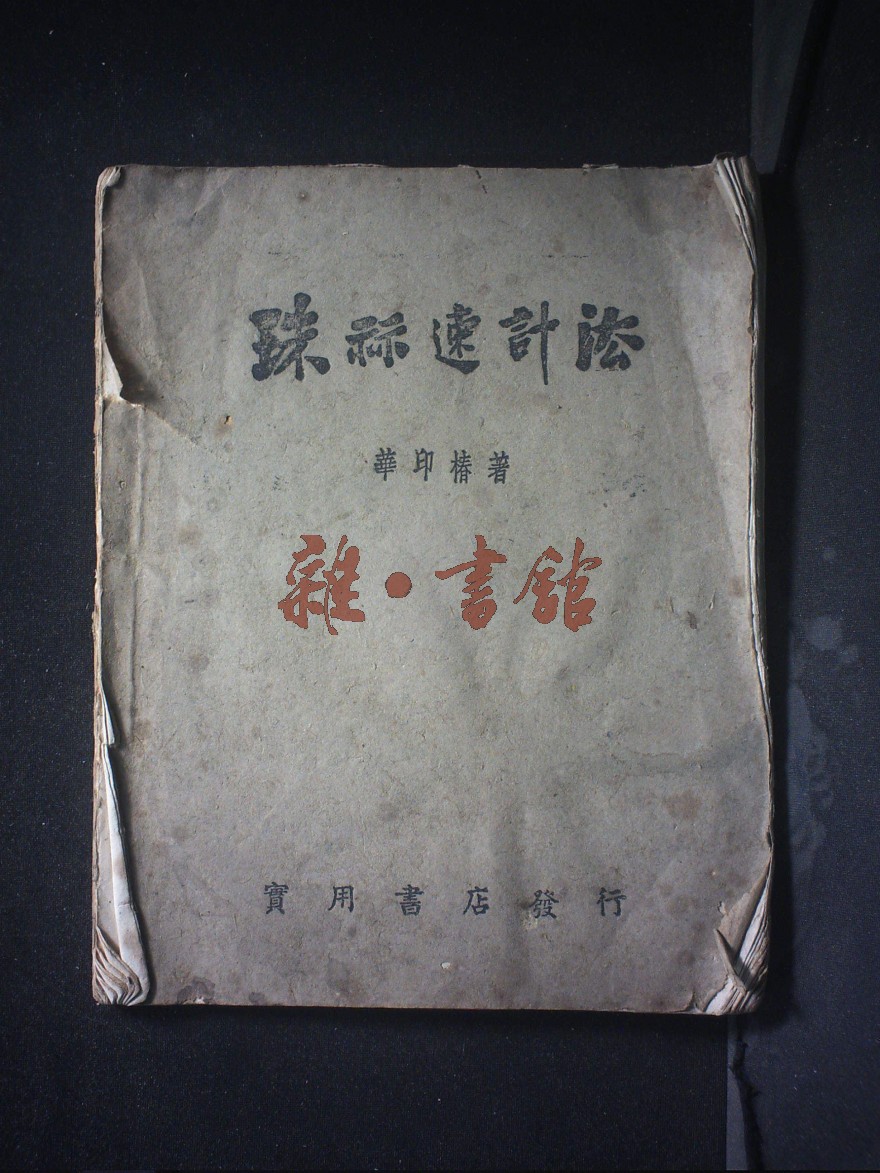 珠祘速計法
華印椿著
雜·書館
實用書店發行